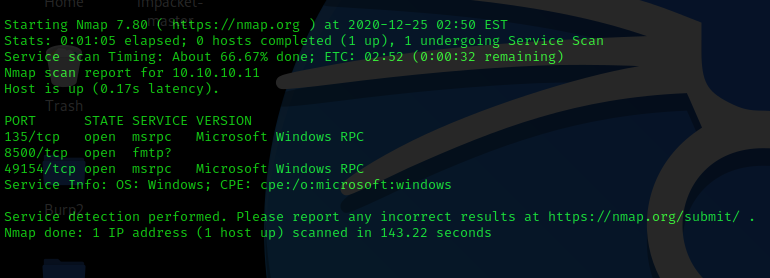 Home Impacket-
master
Starting Nmap 7.80 ( https://nmap.org ) at 2020-12-25 02:50 EST
Stats: 0:01:05 elapsed; 0 hosts completed (1 up), 1 undergoing Service Scan
Service scan Timing: About 66.67% done; ETC: 02:52 (0:00:32 remaining)
Nmap scan report for 10.10.10.11
Host is up (0.17s latency).
Trash
PORT      STATE SERVICE VERSION
135/tcp   open  msrpc   Microsoft Windows RPC
8500/tcp  open  fmtp?
49154/tcp open  msrpc   Microsoft Windows RPC
Service Info: OS: Windows; CPE: cpe:/o:microsoft:windows
Burp2
Service detection performed. Please report any incorrect results at https://nmap.org/submit/ .
Nmap done: 1 IP address (1 host up) scanned in 143.22 seconds